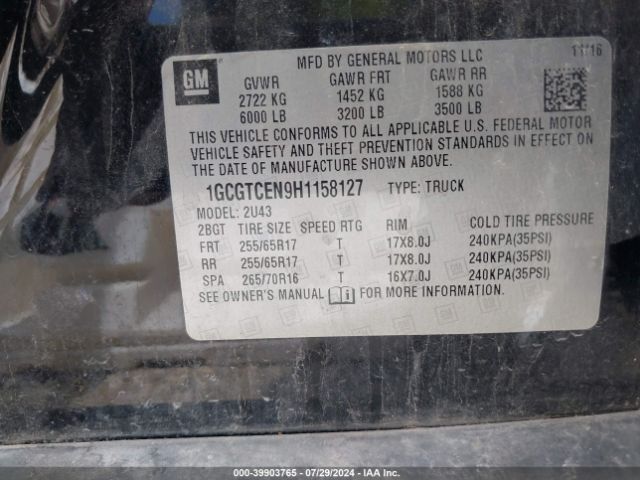 GM
MFD BY GENERAL MOTORS LLC
11/16
GVWR GAWR FRT GAWR RR
2722 KG 1452 KG 1588 KG
6000 LB 3200 LB 3500 LB
THIS VEHICLE CONFORMS TO ALL APPLICABLE U.S. FEDERAL MOTOR
VEHICLE SAFETY AND THEFT PREVENTION STANDARDS IN EFFECT ON
THE DATE OF MANUFACTURE SHOWN ABOVE.
1GCGTCEN9H1158127 TYPE: TRUCK
MODEL: 2U43
2BGT TIRE SIZE SPEED RTG RIM COLD TIRE PRESSURE
FRT 255/65R17 T 17X8.0J 240KPA(35PSI)
RR 255/65R17 T 17X8.0J 240KPA(35PSI)
SPA 265/70R16 T 16X7.0J 240KPA(35PSI)
SEE OWNER'S MANUAL FOR MORE INFORMATION.
000-39903765 / 07/29/2024 - IAA Inc.